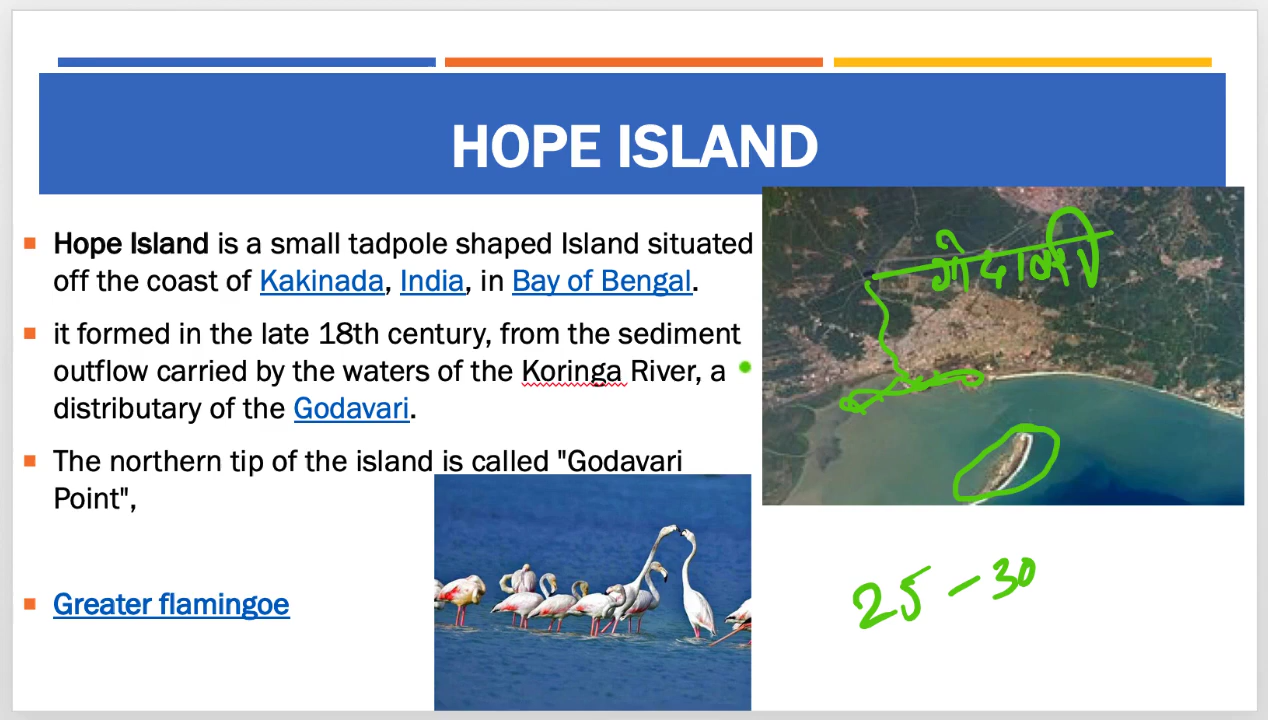 HOPE ISLAND
Hope Island is a small tadpole shaped Island situated
off the coast of Kakinada, India, in Bay of Bengal.
it formed in the late 18th century, from the sediment
outflow carried by the waters of the Koringa River, a
distributary of the Godavari.
The northern tip of the island is called "Godavari
Point",
Greater flamingoe
गोदावरी
25 - 30